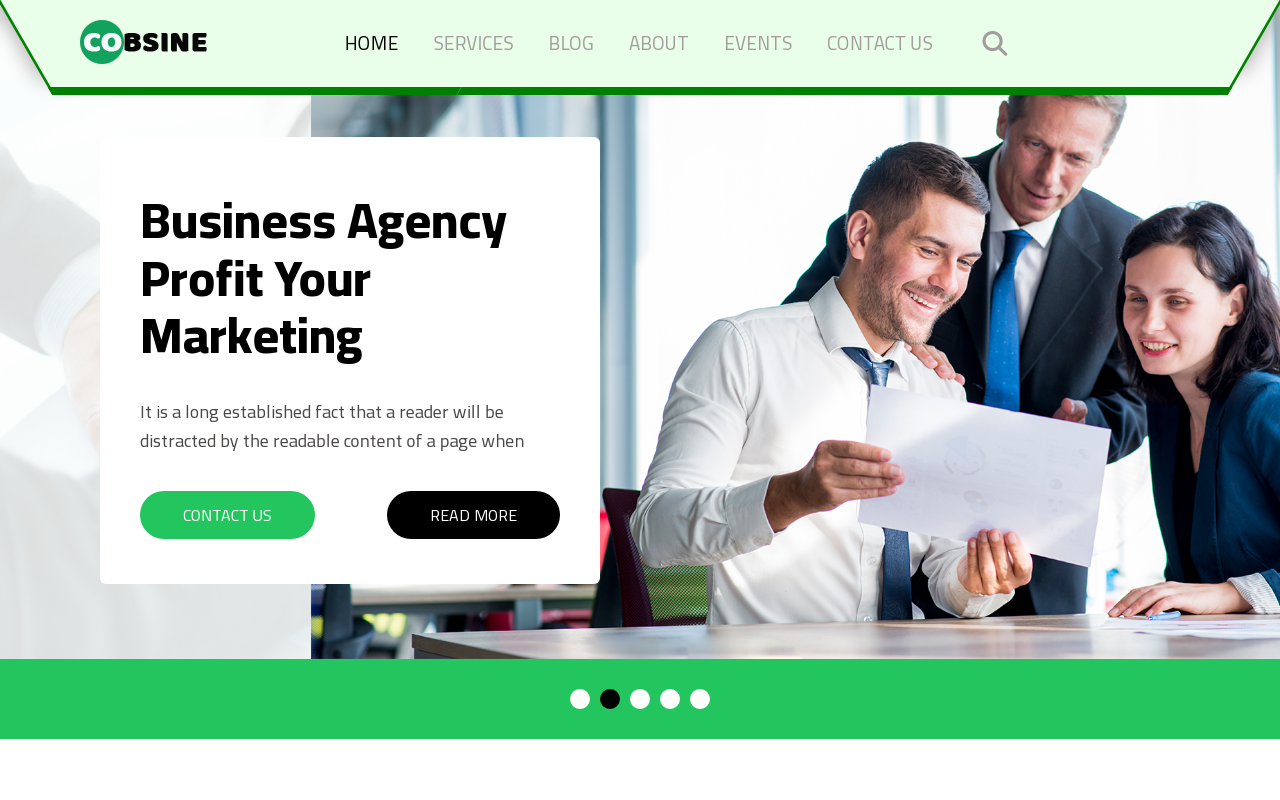 COBSINE
HOME SERVICES BLOG ABOUT EVENTS CONTACT US
Business Agency
Profit Your
Marketing
It is a long established fact that a reader will be
distracted by the readable content of a page when
CONTACT US READ MORE